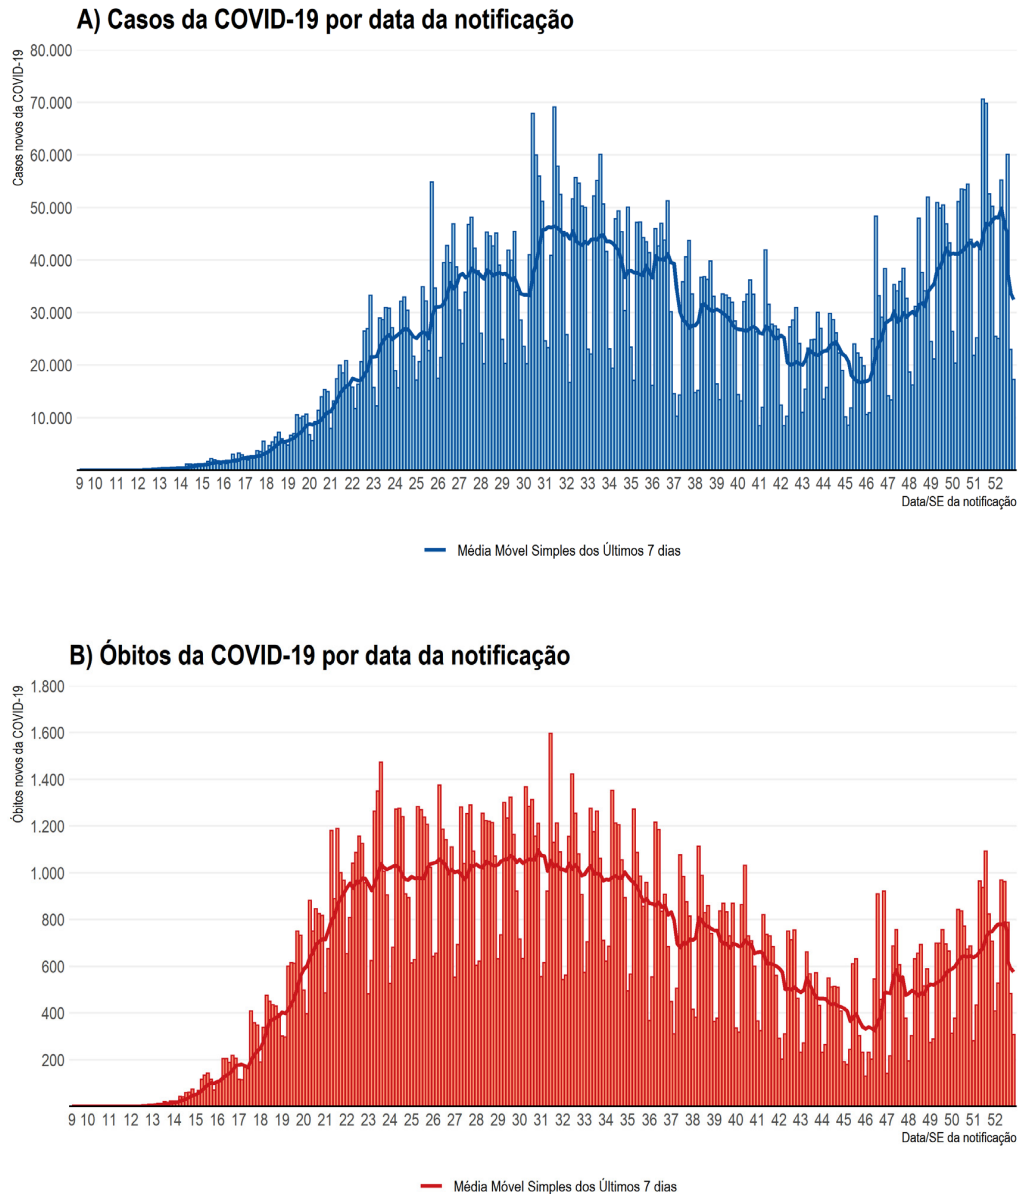 A) Casos da COVID-19 por data da notificação
Casos novos da COVID-19
80.000
70.000
60.000
50.000
40.000
30.000
20.000
10.000
9 10 11 12 13 14 15 16 17 18 19 20 21 22 23 24 25 26 27 28 29 30 31 32 33 34 35 36 37 38 39 40 41 42 43 44 45 46 47 48 49 50 51 52
Data/SE da notificação
Média Móvel Simples dos Últimos 7 dias
B) Óbitos da COVID-19 por data da notificação
Óbitos novos da COVID-19
1.800
1.600
1.400
1.200
1.000
800
600
400
200
9 10 11 12 13 14 15 16 17 18 19 20 21 22 23 24 25 26 27 28 29 30 31 32 33 34 35 36 37 38 39 40 41 42 43 44 45 46 47 48 49 50 51 52
Data/SE da notificação
Média Móvel Simples dos Últimos 7 dias